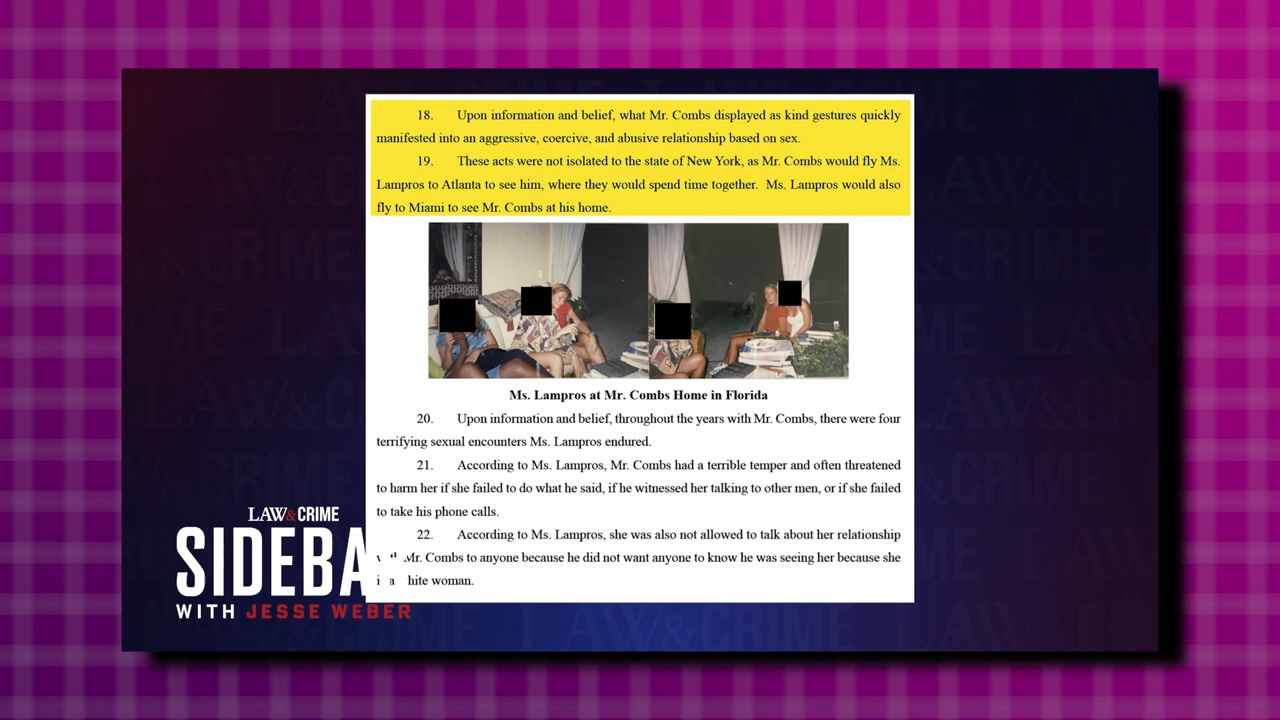 18. Upon information and belief, what Mr. Combs displayed as kind gestures quickly
manifested into an aggressive, coercive, and abusive relationship based on sex.
19. These acts were not isolated to the state of New York, as Mr. Combs would fly Ms.
Lampros to Atlanta to see him, where they would spend time together. Ms. Lampros would also
fly to Miami to see Mr. Combs at his home.
Ms. Lampros at Mr. Combs Home in Florida
20. Upon information and belief, throughout the years with Mr. Combs, there were four
terrifying sexual encounters Ms. Lampros endured.
21. According to Ms. Lampros, Mr. Combs had a terrible temper and often threatened
to harm her if she failed to do what he said, if he witnessed her talking to other men, or if she failed
to take his phone calls.
22. According to Ms. Lampros, she was also not allowed to talk about her relationship
Mr. Combs to anyone because he did not want anyone to know he was seeing her because she
a hite woman.
LAW&CRIME
SIDEBA
WITH JESSE WEBER